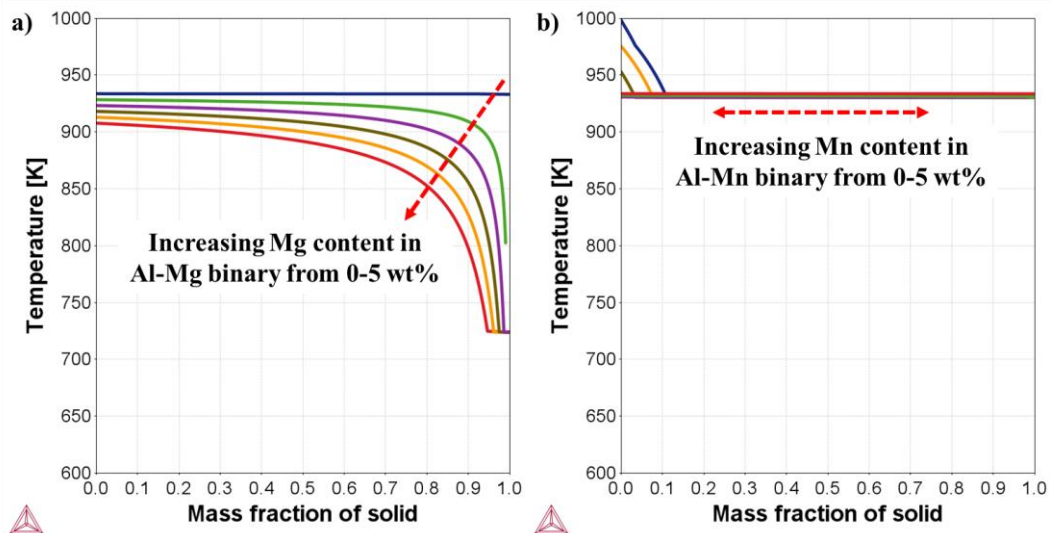 a)
1000
950
900
850
800
750
700
650
600
Temperature [K]
Increasing Mg content in
Al-Mg binary from 0-5 wt%
0.0 0.1 0.2 0.3 0.4 0.5 0.6 0.7 0.8 0.9 1.0
Mass fraction of solid
b)
1000
950
900
850
800
750
700
650
600
Temperature [K]
Increasing Mn content in
Al-Mn binary from 0-5 wt%
0.0 0.1 0.2 0.3 0.4 0.5 0.6 0.7 0.8 0.9 1.0
Mass fraction of solid